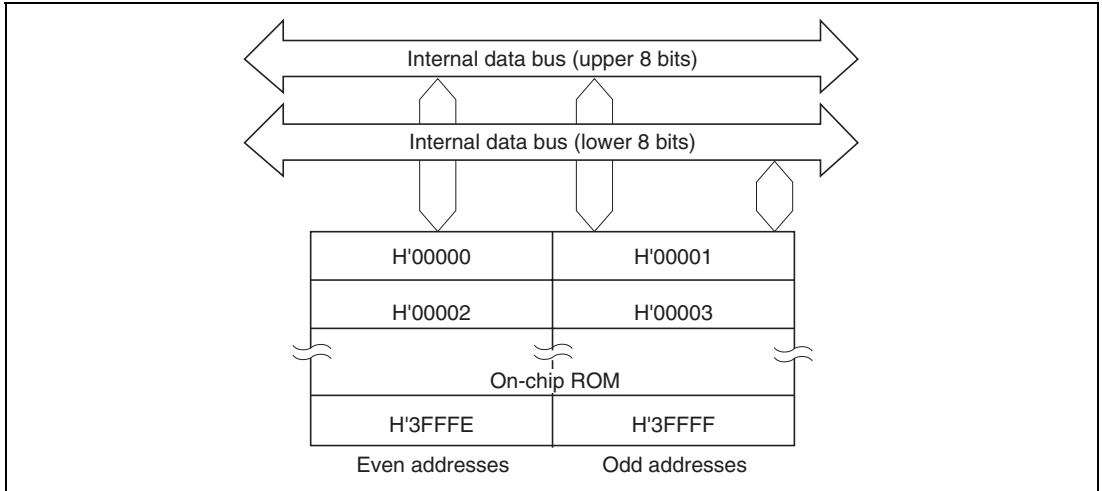 Internal data bus (upper 8 bits)
Internal data bus (lower 8 bits)
H'00000 H'00001
H'00002 H'00003
On-chip ROM
H'3FFFE H'3FFFF
Even addresses Odd addresses